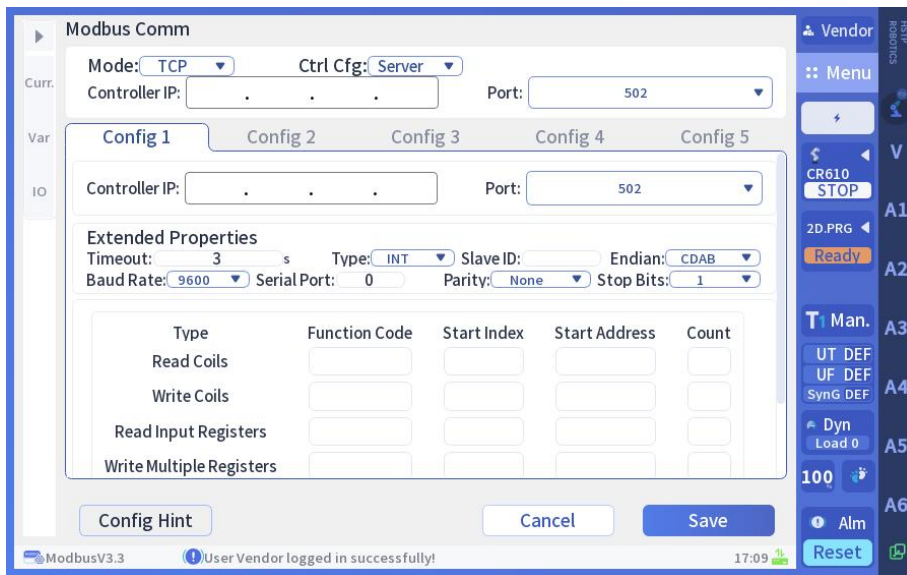 Modbus Comm
Mode: TCP Ctrl Cfg: Server
Controller IP: . . . Port: 502
Config 1 Config 2 Config 3 Config 4 Config 5
Controller IP: . . . Port: 502
Extended Properties
Timeout: 3 s Type: INT Slave ID: Endian: CDAB
Baud Rate: 9600 Serial Port: 0 Parity: None Stop Bits: 1
Type Function Code Start Index Start Address Count
Read Coils
Write Coils
Read Input Registers
Write Multiple Registers
Config Hint Cancel Save
ModbusV3.3 User Vendor logged in successfully! 17:09
Curr.
Var
IO
Vendor
Menu
CR610
STOP
2D.PRG
Ready
T1 Man.
UT DEF
UF DEF
SynG DEF
Dyn
Load 0
100%
Alm
Reset
HSTP
ROBOTICS
V
A1
A2
A3
A4
A5
A6